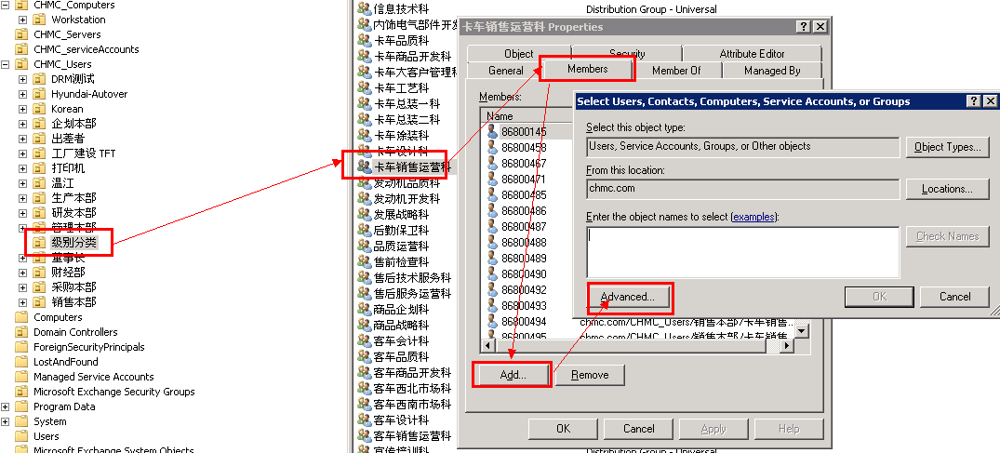 CHMC_Computers
Workstation
CHMC_Servers
CHMC_serviceAccounts
CHMC_Users
DRM测试
Hyundai-Autover
Korean
企划本部
出差者
工厂建设 TFT
打印机
温江
生产本部
研发本部
管理本部
级别分类
董事长
财经部
采购本部
销售本部
Computers
Domain Controllers
ForeignSecurityPrincipals
LostAndFound
Managed Service Accounts
Microsoft Exchange Security Groups
Program Data
System
Users
Microsoft Exchange System Objects
信息技术科 Distribution Group - Universal
内饰电气部件开发
卡车品质科
卡车商品开发科
卡车大客户管理科
卡车工艺科
卡车总装一科
卡车总装二科
卡车涂装科
卡车设计科
卡车销售运营科
发动机品质科
发动机开发科
发展战略科
后勤保卫科
品质运营科
售前检查科
售后技术服务科
售后服务运营科
商品企划科
商品战略科
客车会计科
客车品质科
客车商品开发科
客车西北市场科
客车西南市场科
客车设计科
客车销售运营科
宣传培训科 Distribution Group - Universal
卡车销售运营科 Properties
Object Security Attribute Editor
General Members Member Of Managed By
Members:
Name
86800145
86800458
86800467
86800471
86800485
86800486
86800487
86800488
86800489
86800490
86800492
86800493
86800494 chmc.com/CHMC_Users/销售本部/卡车销售...
86800495 chmc.com/CHMC_Users/销售本部/卡车销售...
Add... Remove
OK Cancel Apply Help
Select Users, Contacts, Computers, Service Accounts, or Groups
Select this object type:
Users, Service Accounts, Groups, or Other objects Object Types...
From this location:
chmc.com Locations...
Enter the object names to select (examples):
Check Names
Advanced... OK Cancel